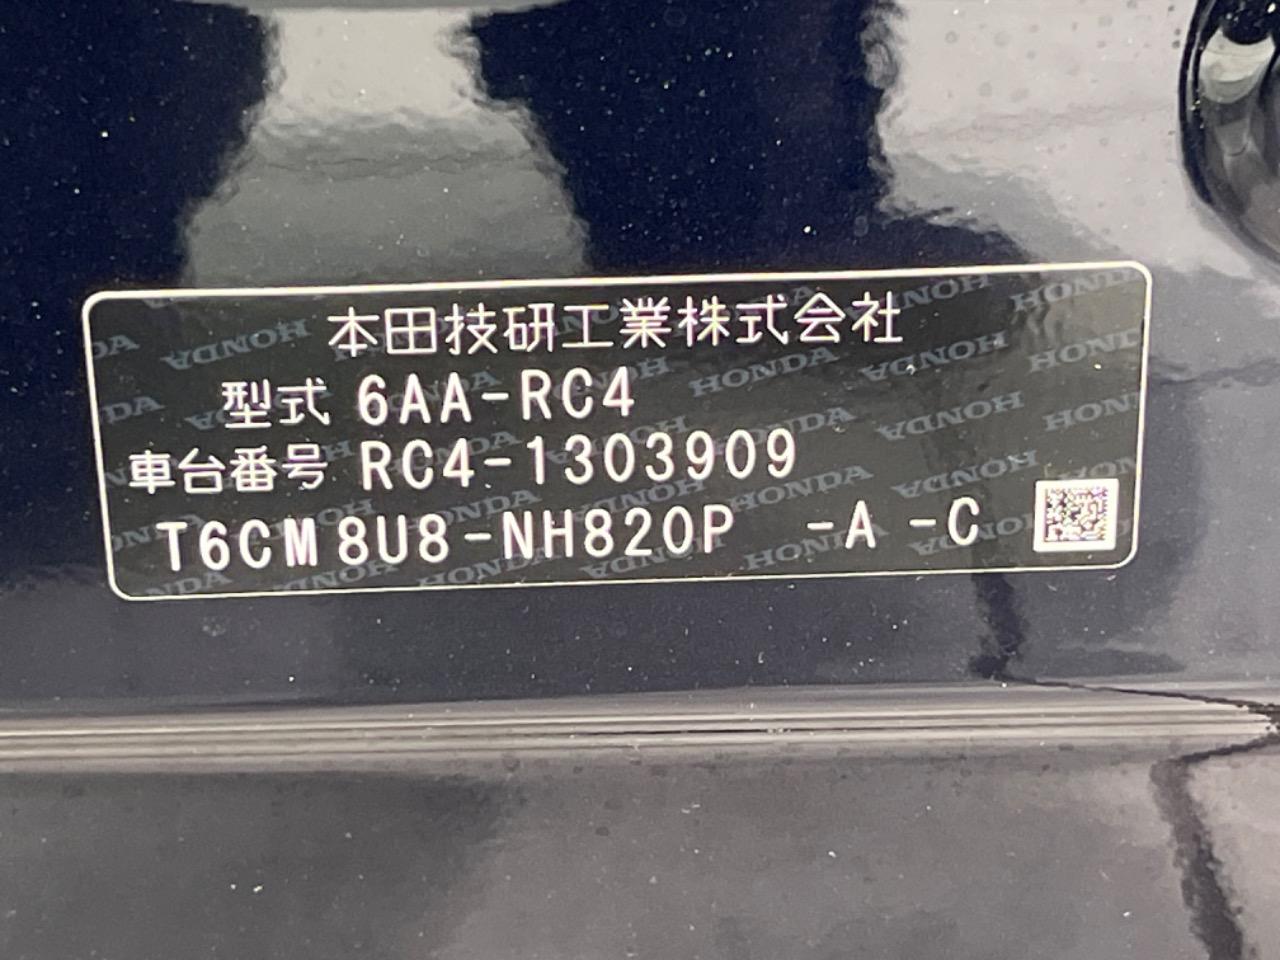 本田技研工業株式会社
型式 6AA-RC4
車台番号 RC4-1303909
T6CM8U8-NH820P -A -C